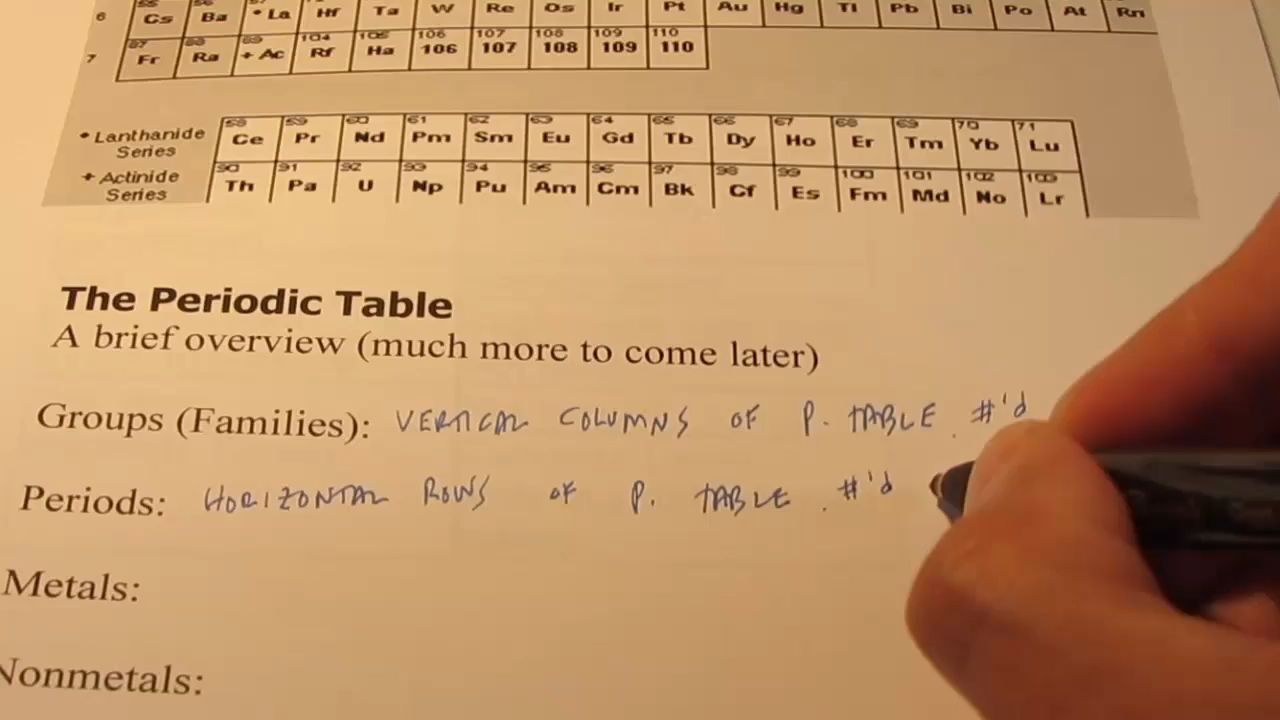 6 55 Cs 56 Ba * La Hf Ta W Re Os Ir Pt Au Hg Tl Pb Bi Po At Rn
7 87 Fr 88 Ra 89 + Ac 104 Rf 105 Ha 106 106 107 107 108 108 109 109 110 110
* Lanthanide Series 58 Ce 59 Pr 60 Nd 61 Pm 62 Sm 63 Eu 64 Gd 65 Tb 66 Dy 67 Ho 68 Er 69 Tm 70 Yb 71 Lu
+ Actinide Series 90 Th 91 Pa 92 U 93 Np 94 Pu 95 Am 96 Cm 97 Bk 98 Cf 99 Es 100 Fm 101 Md 102 No 103 Lr
The Periodic Table
A brief overview (much more to come later)
Groups (Families): VERTICAL COLUMNS OF P. TABLE. #'d
Periods: HORIZONTAL ROWS OF P. TABLE. #'d
Metals:
Nonmetals: